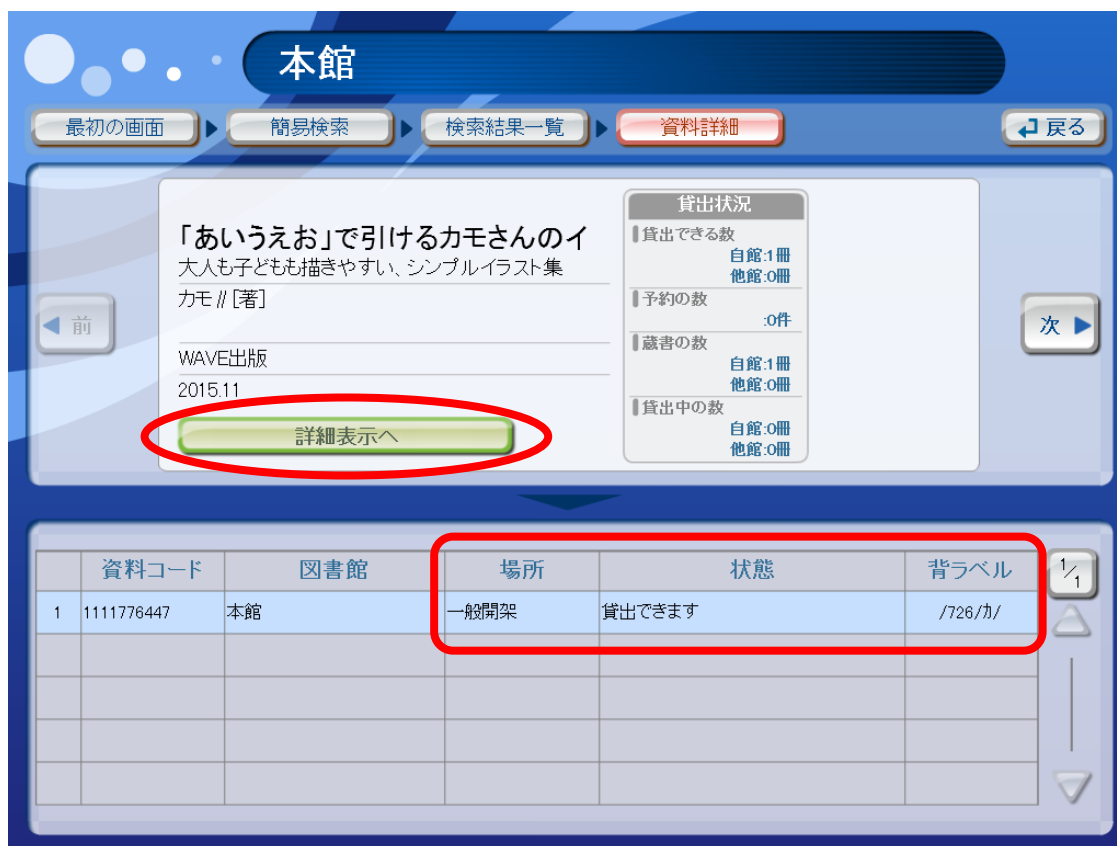 本館
最初の画面 簡易検索 検索結果一覧 資料詳細 戻る
「あいうえお」で引けるカモさんのイ
大人も子どもも描きやすい、シンプルイラスト集
カモ // [著]
WAVE出版
2015.11
詳細表示へ
貸出状況
貸出できる数
自館:1冊
他館:0冊
予約の数
:0件
蔵書の数
自館:1冊
他館:0冊
貸出中の数
自館:0冊
他館:0冊
前
次
資料コード 図書館 場所 状態 背ラベル 1/1
1 1111776447 本館 一般開架 貸出できます /726/ｶ/